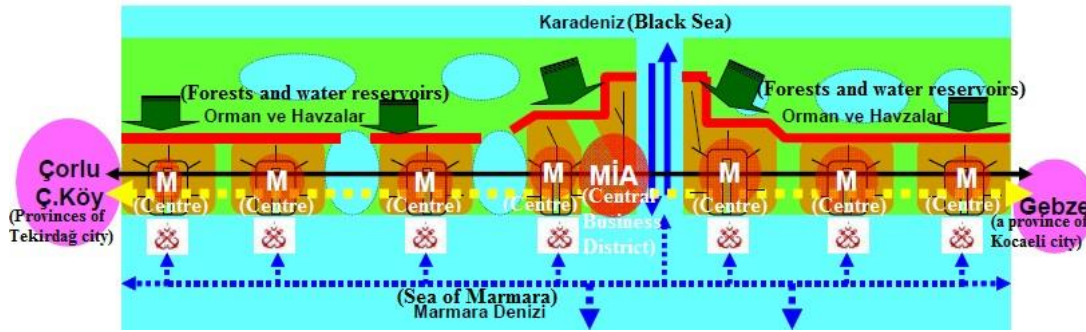 Karadeniz (Black Sea)
(Forests and water reservoirs)
Orman ve Havzalar
(Forests and water reservoirs)
Orman ve Havzalar
Çorlu
Ç.Köy
(Provinces of
Tekirdağ city)
M
(Centre)
M
(Centre)
M
(Centre)
M
(Centre)
MİA
(Central
Business
District)
M
(Centre)
M
(Centre)
M
(Centre)
Gebze
(a province of
Kocaeli city)
(Sea of Marmara)
Marmara Denizi